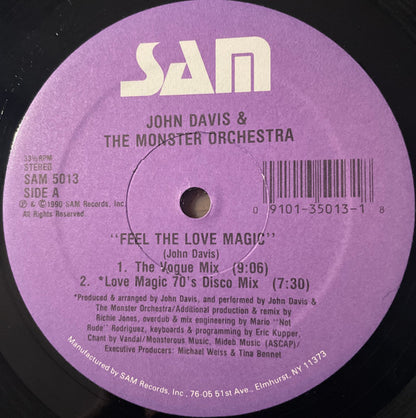 SAM
JOHN DAVIS &
THE MONSTER ORCHESTRA
33⅓ RPM
STEREO
SAM 5013
SIDE A
℗ & © 1990 SAM Records, Inc.
All Rights Reserved.
0 9101-35013-1 8
"FEEL THE LOVE MAGIC"
(John Davis)
1. The Vogue Mix (9:06)
2. *Love Magic 70's Disco Mix (7:30)
*Produced & arranged by John Davis, and performed by John Davis &
The Monster Orchestra/Additional production & remix by
Richie Jones, overdub & mix engineering by Mario "Not
Rude" Rodriguez, keyboards & programming by Eric Kupper,
Chant by Vandal/Monsterous Music, Mideb Music (ASCAP)/
Executive Producers: Michael Weiss & Tina Bennet
Manufactured by SAM Records, Inc., 76-05 51st Ave., Elmhurst, NY 11373